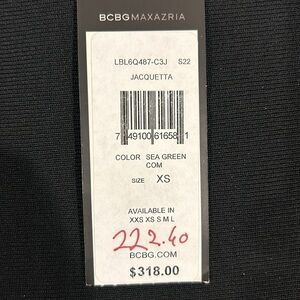 BCBGMAXAZRIA
LBL6Q487-C3J S22
JACQUETTA
7 49100 61658 1
COLOR SEA GREEN
COM
SIZE XS
AVAILABLE IN
XXS XS S M L
222.40
BCBG.COM
$318.00